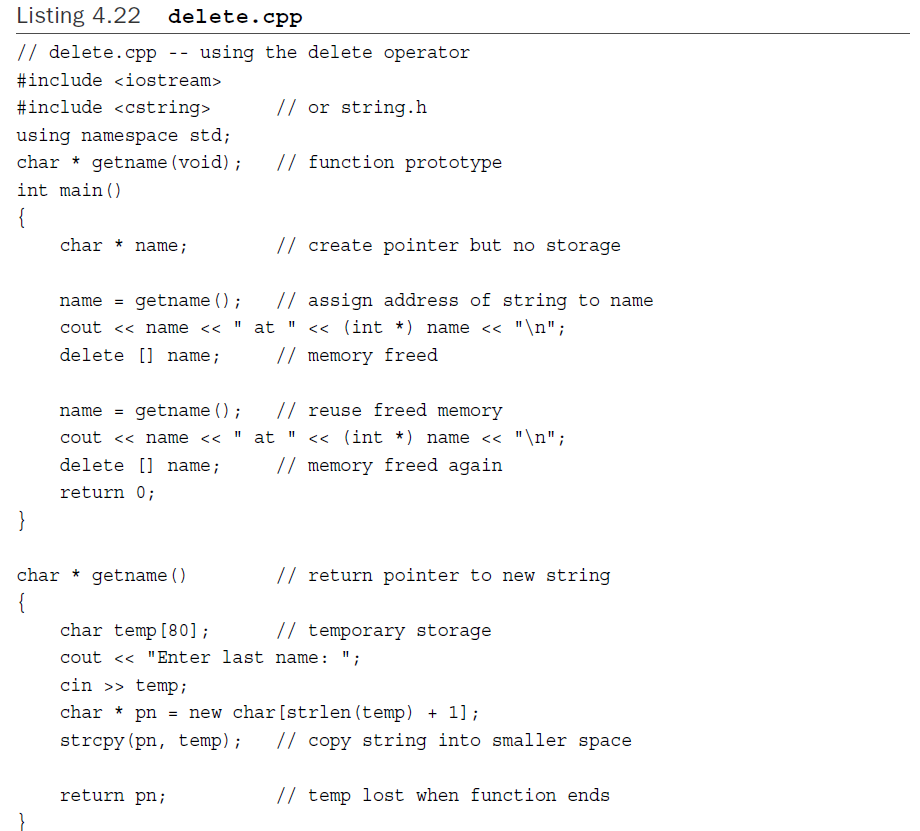 Listing 4.22 delete.cpp
// delete.cpp -- using the delete operator
#include <iostream>
#include <cstring>      // or string.h
using namespace std;
char * getname(void);   // function prototype
int main()
{
    char * name;        // create pointer but no storage

    name = getname();   // assign address of string to name
    cout << name << " at " << (int *) name << "\n";
    delete [] name;     // memory freed

    name = getname();   // reuse freed memory
    cout << name << " at " << (int *) name << "\n";
    delete [] name;     // memory freed again
    return 0;
}

char * getname()        // return pointer to new string
{
    char temp[80];      // temporary storage
    cout << "Enter last name: ";
    cin >> temp;
    char * pn = new char[strlen(temp) + 1];
    strcpy(pn, temp);   // copy string into smaller space

    return pn;          // temp lost when function ends
}